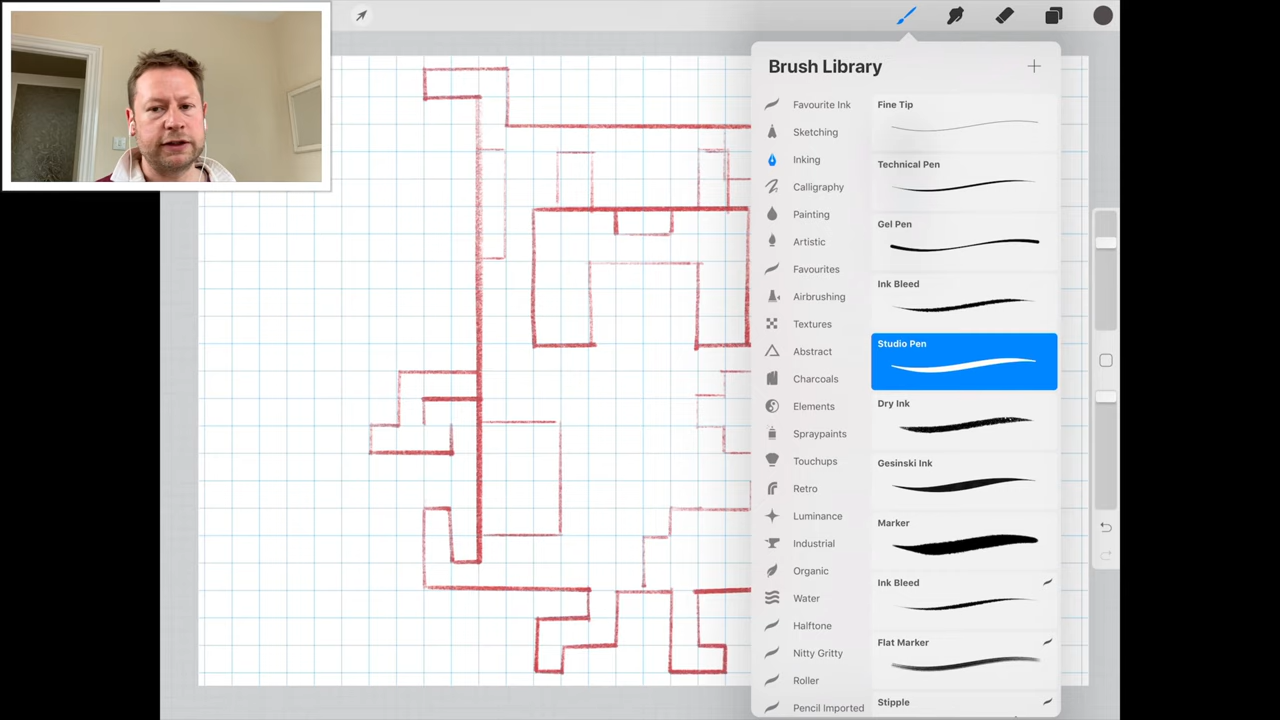 Brush Library
Favourite Ink
Sketching
Inking
Calligraphy
Painting
Artistic
Favourites
Airbrushing
Textures
Abstract
Charcoals
Elements
Spraypaints
Touchups
Retro
Luminance
Industrial
Organic
Water
Halftone
Nitty Gritty
Roller
Pencil Imported
Fine Tip
Technical Pen
Gel Pen
Ink Bleed
Studio Pen
Dry Ink
Gesinski Ink
Marker
Ink Bleed
Flat Marker
Stipple